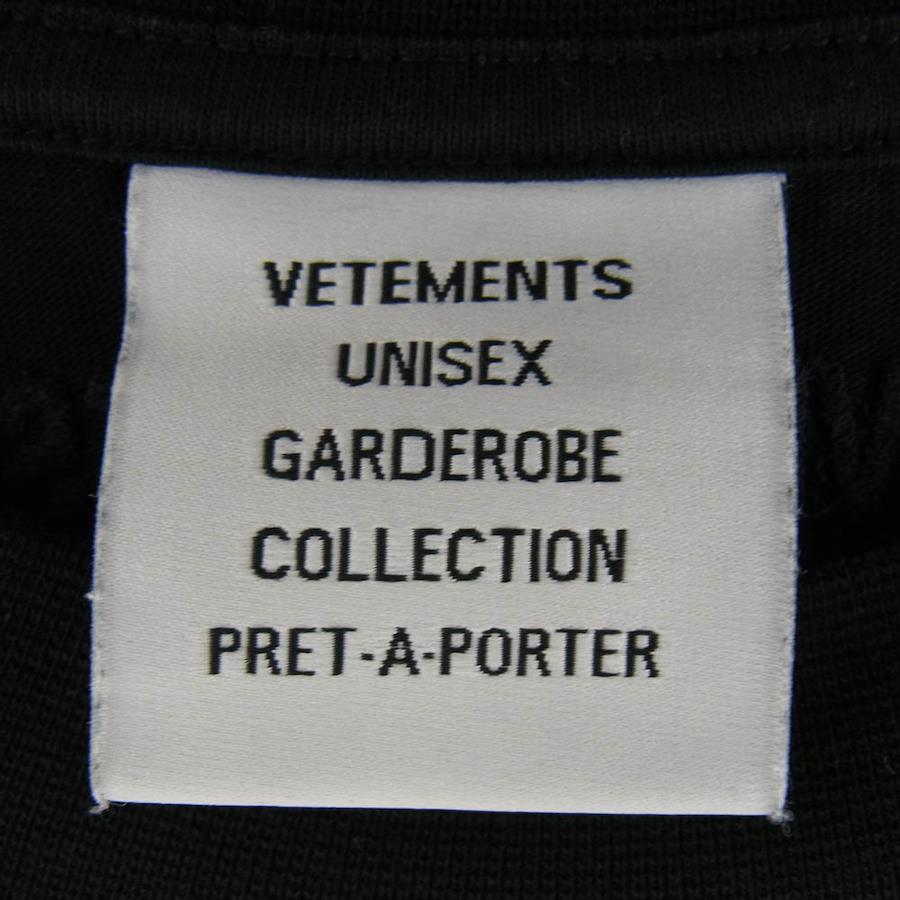 VETEMENTS
UNISEX
GARDEROBE
COLLECTION
PRET-A-PORTER